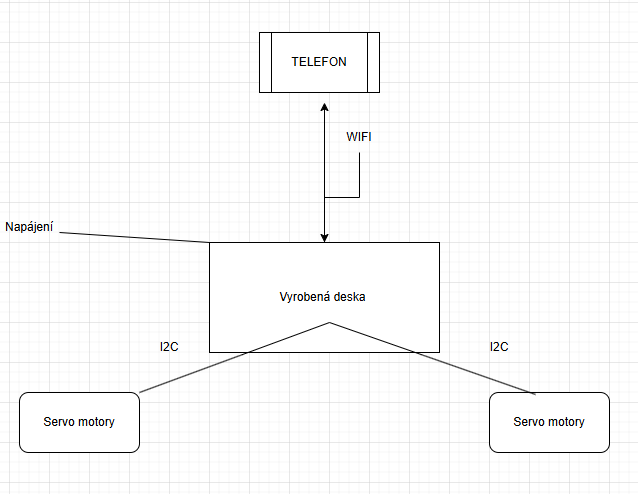 TELEFON
WIFI
Napájení
Vyrobená deska
I2C
I2C
Servo motory
Servo motory